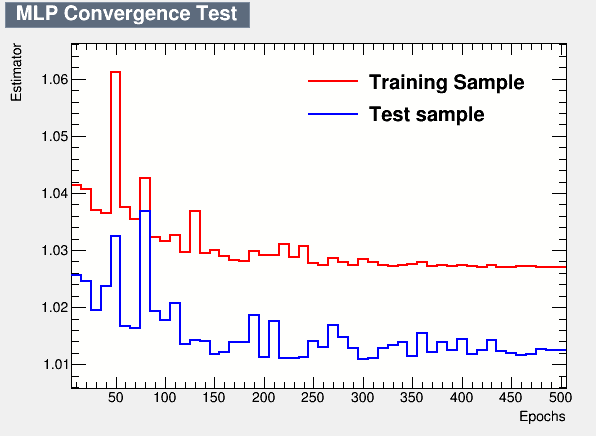 MLP Convergence Test
Estimator
1.06
1.05
1.04
1.03
1.02
1.01
Training Sample
Test sample
50 100 150 200 250 300 350 400 450 500
Epochs